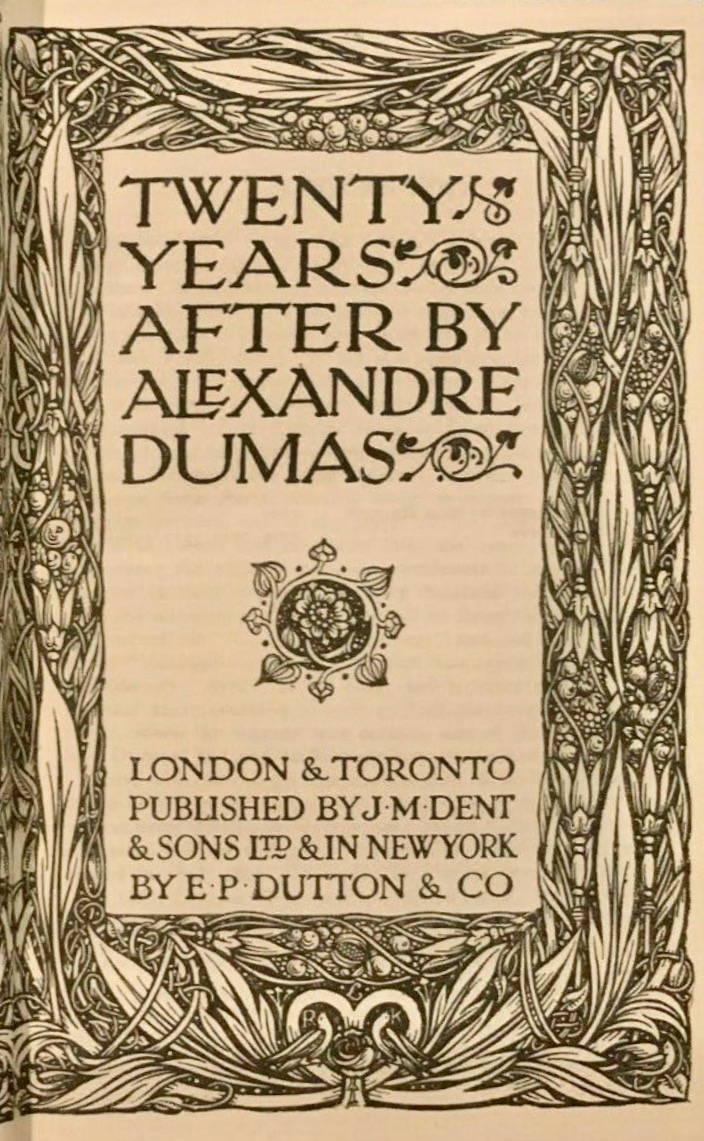 TWENTY
YEARS
AFTER BY
ALEXANDRE
DUMAS
LONDON & TORONTO
PUBLISHED BY J·M·DENT
& SONS LTD & IN NEW YORK
BY E·P·DUTTON & CO